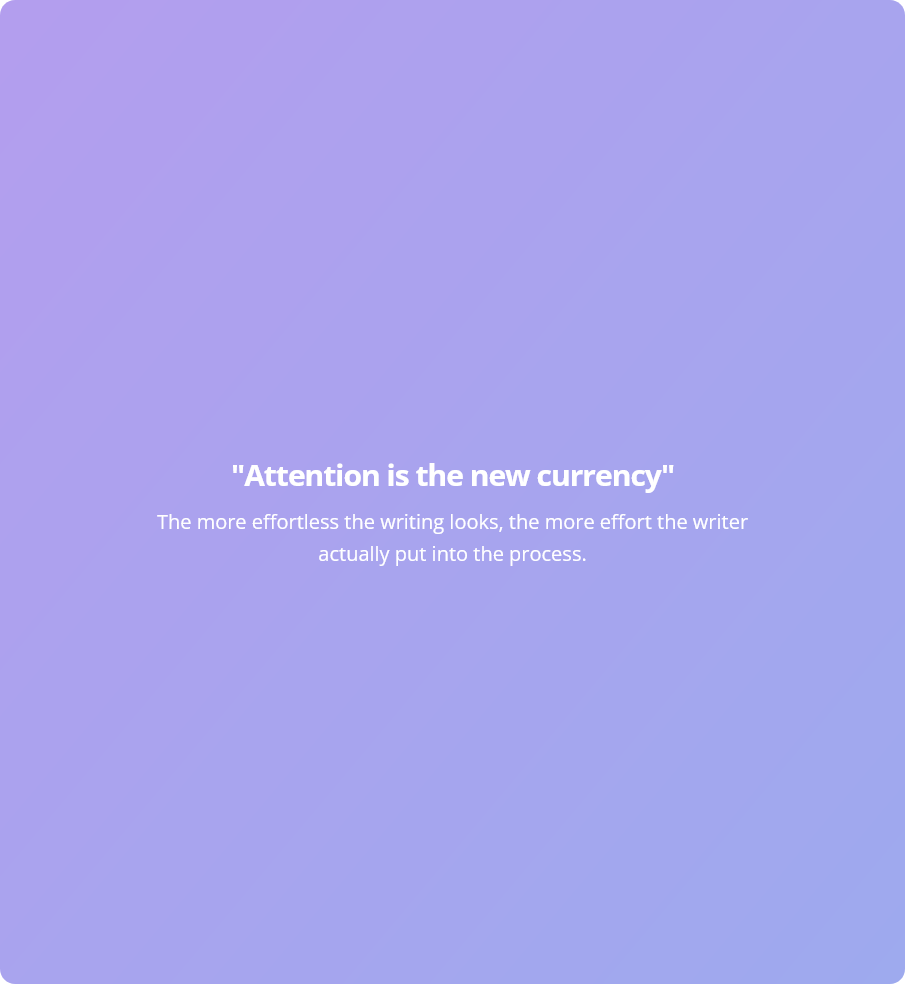 "Attention is the new currency"
The more effortless the writing looks, the more effort the writer
actually put into the process.